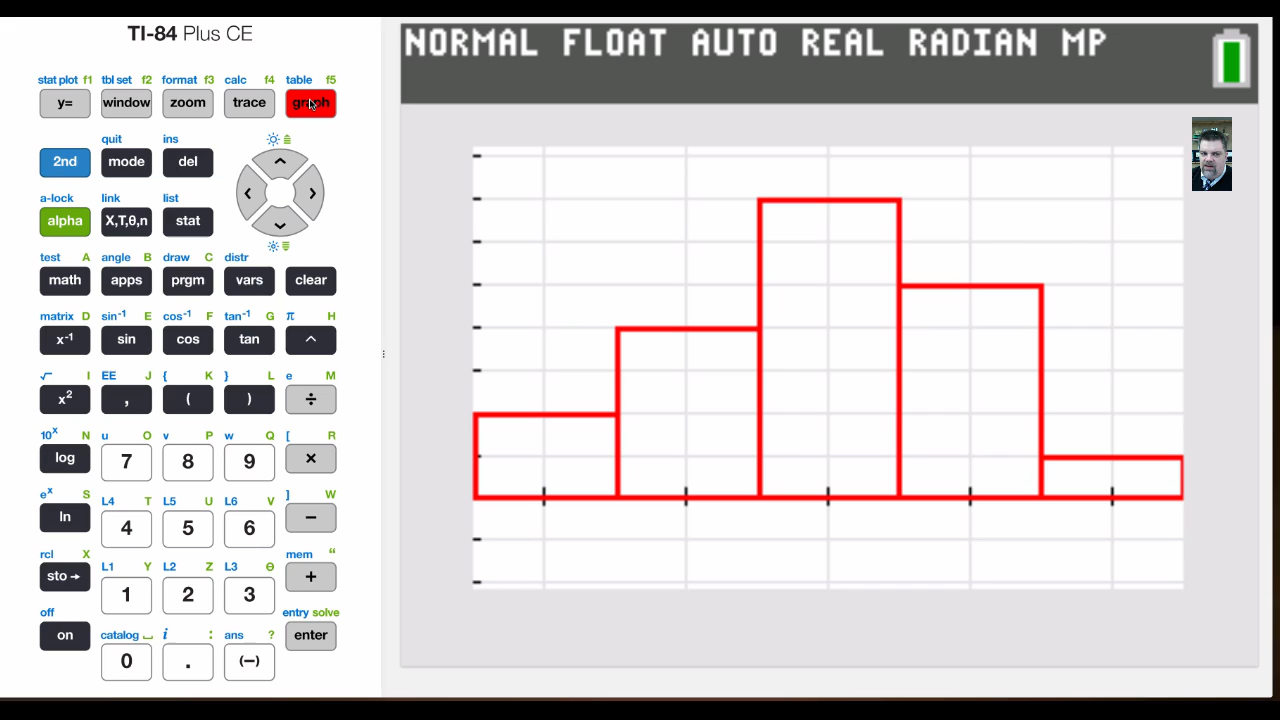 TI-84 Plus CE
NORMAL FLOAT AUTO REAL RADIAN MP
stat plot f1 tbl set f2 format f3 calc f4 table f5
y= window zoom trace graph
quit ins
2nd mode del
a-lock link list
alpha X,T,θ,n stat
test A angle B draw C distr
math apps prgm vars clear
matrix D sin⁻¹ E cos⁻¹ F tan⁻¹ G π H
x⁻¹ sin cos tan ^
√ I EE J { K } L e M
x² , ( ) ÷
10ˣ N u O v P w Q [ R
log 7 8 9 ×
eˣ S L4 T L5 U L6 V ] W
ln 4 5 6 −
rcl X L1 Y L2 Z L3 θ mem “
sto→ 1 2 3 +
off catalog ⎵ i : ans ? entry solve
on 0 . (−) enter